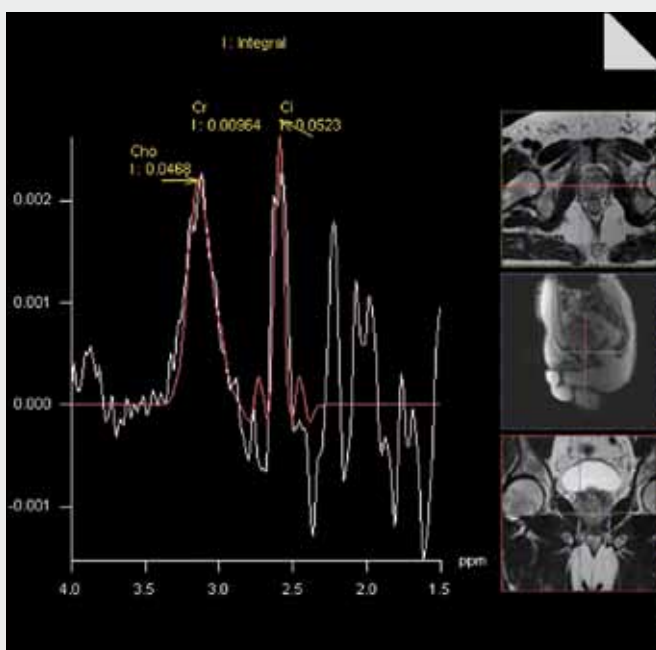 I: Integral
Cr
I: 0.00964
CI
I: 0.0523
Cho
I: 0.0468
0.002
0.001
0.000
-0.001
ppm
4.0 3.5 3.0 2.5 2.0 1.5